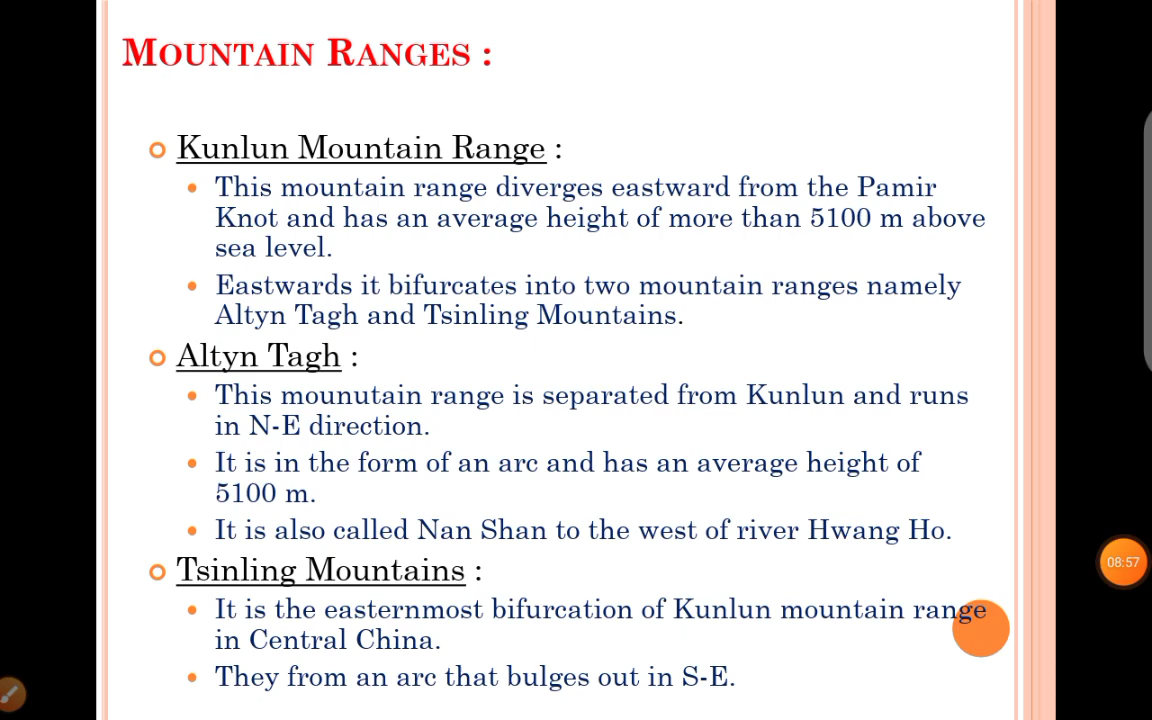 MOUNTAIN RANGES :
Kunlun Mountain Range :
This mountain range diverges eastward from the Pamir
Knot and has an average height of more than 5100 m above
sea level.
Eastwards it bifurcates into two mountain ranges namely
Altyn Tagh and Tsinling Mountains.
Altyn Tagh :
This mounutain range is separated from Kunlun and runs
in N-E direction.
It is in the form of an arc and has an average height of
5100 m.
It is also called Nan Shan to the west of river Hwang Ho.
Tsinling Mountains :
It is the easternmost bifurcation of Kunlun mountain range
in Central China.
They from an arc that bulges out in S-E.
08:57